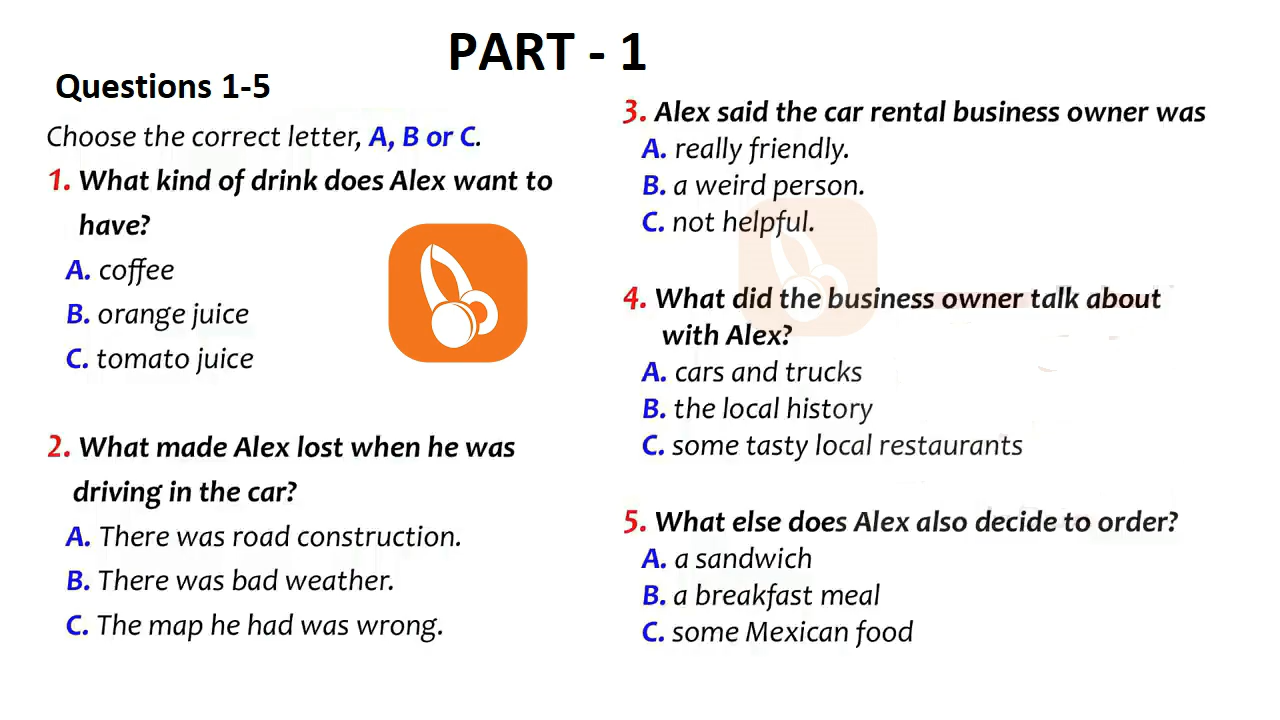 PART - 1
Questions 1-5
Choose the correct letter, A, B or C.
1. What kind of drink does Alex want to
have?
A. coffee
B. orange juice
C. tomato juice
2. What made Alex lost when he was
driving in the car?
A. There was road construction.
B. There was bad weather.
C. The map he had was wrong.
3. Alex said the car rental business owner was
A. really friendly.
B. a weird person.
C. not helpful.
4. What did the business owner talk about
with Alex?
A. cars and trucks
B. the local history
C. some tasty local restaurants
5. What else does Alex also decide to order?
A. a sandwich
B. a breakfast meal
C. some Mexican food